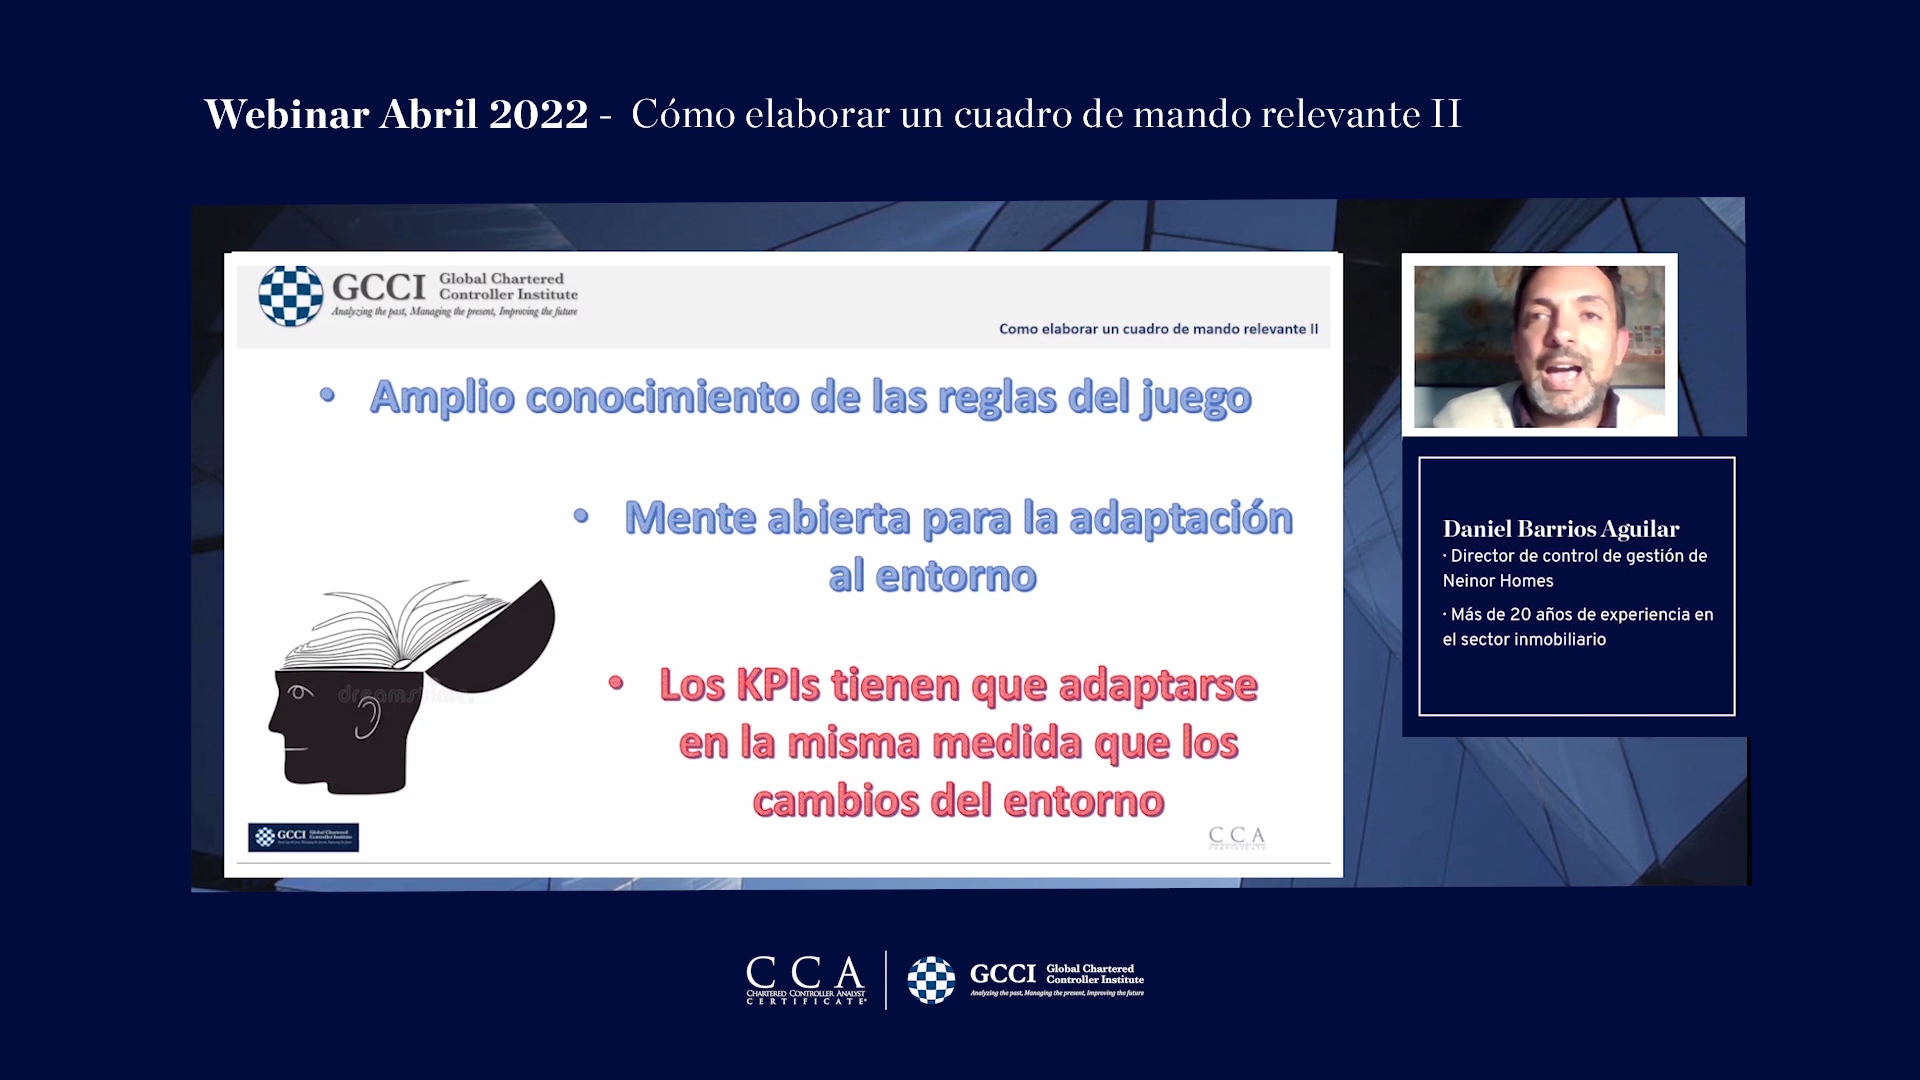 Webinar Abril 2022 - Cómo elaborar un cuadro de mando relevante II
GCCI Global Chartered
Controller Institute
Analyzing the past, Managing the present, Improving the future
Como elaborar un cuadro de mando relevante II
• Amplio conocimiento de las reglas del juego
• Mente abierta para la adaptación
al entorno
• Los KPIs tienen que adaptarse
en la misma medida que los
cambios del entorno
GCCI Global Chartered
Controller Institute
CCA
Daniel Barrios Aguilar
· Director de control de gestión de
Neinor Homes
· Más de 20 años de experiencia en
el sector inmobiliario
CCA
CHARTERED CONTROLLER ANALYST
CERTIFICATE®
GCCI Global Chartered
Controller Institute
Analyzing the past, Managing the present, Improving the future